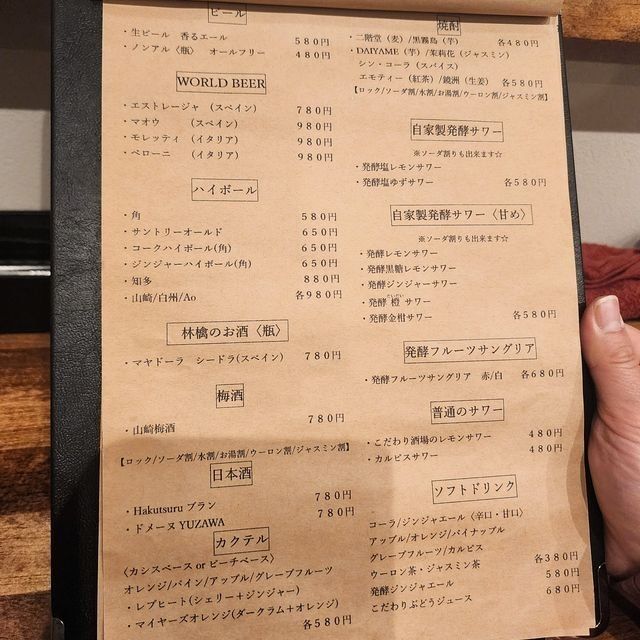 ビール
・生ビール　香るエール　580円
・ノンアル〈瓶〉　オールフリー　480円
WORLD BEER
・エストレージャ　(スペイン)　780円
・マオウ　(スペイン)　980円
・モレッティ　(イタリア)　980円
・ペローニ　(イタリア)　980円
ハイボール
・角　580円
・サントリーオールド　650円
・コークハイボール(角)　650円
・ジンジャーハイボール(角)　650円
・知多　880円
・山崎/白州/Ao　各980円
林檎のお酒〈瓶〉
・マヤドーラ　シードラ(スペイン)　780円
梅酒
・山崎梅酒　780円
【ロック/ソーダ割/水割/お湯割/ウーロン割/ジャスミン割】
日本酒
・Hakutsuru ブラン　780円
・ドメーヌ YUZAWA　780円
カクテル
〈カシスベース or ピーチベース〉
オレンジ/パイン/アップル/グレープフルーツ
・レブヒート(シェリー＋ジンジャー)
・マイヤーズオレンジ(ダークラム＋オレンジ)
各580円
焼酎
・二階堂（麦）/黒霧島（芋）　各480円
・DAIYAME（芋）/茉莉花（ジャスミン）
シン・コーラ（スパイス）
エモティー（紅茶）/鏡洲（生姜）　各580円
【ロック/ソーダ割/水割/お湯割/ウーロン割/ジャスミン割】
自家製発酵サワー
※ソーダ割りも出来ます☆
・発酵塩レモンサワー
・発酵塩ゆずサワー　各580円
自家製発酵サワー〈甘め〉
※ソーダ割りも出来ます☆
・発酵レモンサワー
・発酵黒糖レモンサワー
・発酵ジンジャーサワー
・発酵 橙 サワー
・発酵金柑サワー　各580円
発酵フルーツサングリア
・発酵フルーツサングリア　赤/白　各680円
普通のサワー
・こだわり酒場のレモンサワー　480円
・カルピスサワー　480円
ソフトドリンク
コーラ/ジンジャエール〈辛口・甘口〉
アップル/オレンジ/パイナップル
グレープフルーツ/カルピス
ウーロン茶・ジャスミン茶　各380円
発酵ジンジャエール　580円
こだわりぶどうジュース　680円